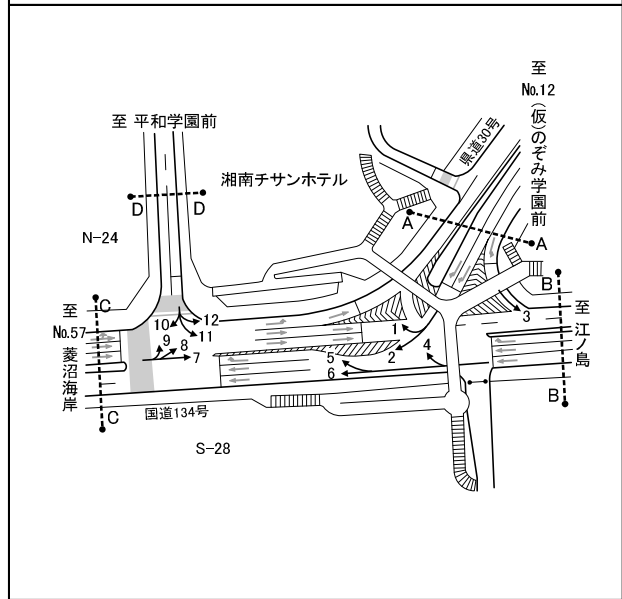 至 平和学園前
湘南チサンホテル
県道30号
至 No.12 (仮)のぞみ学園前
D
D
A
A
N-24
C
B
至 No.57 菱沼海岸
至 江ノ島
10
12
9
11
8
7
1
2
3
4
5
6
C
B
国道134号
S-28